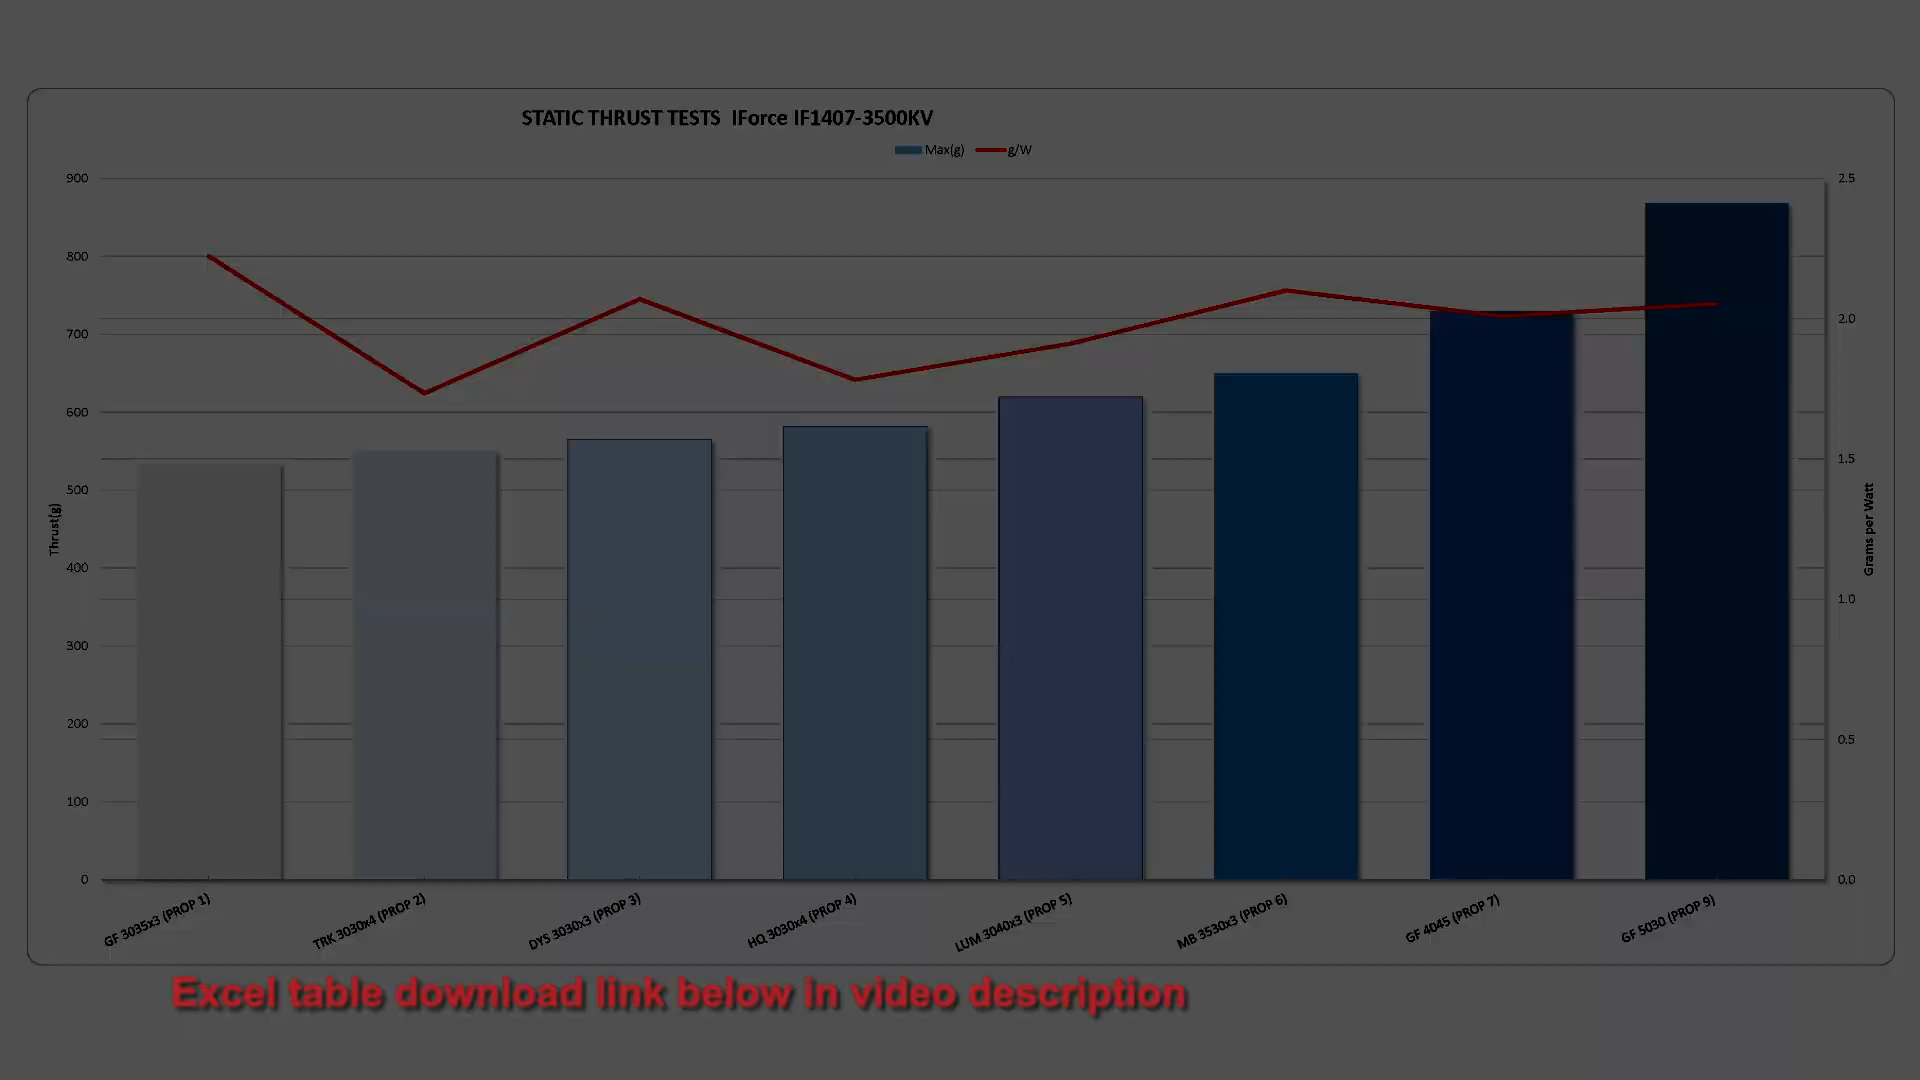 STATIC THRUST TESTS IForce IF1407-3500KV
Max(g) g/W
900
800
700
600
500
400
300
200
100
0
Thrust(g)
2.5
2.0
1.5
1.0
0.5
0.0
Grams per Watt
GF 3035x3 (PROP 1)
TRK 3030x4 (PROP 2)
DYS 3030x3 (PROP 3)
HQ 3030x4 (PROP 4)
LUM 3040x3 (PROP 5)
MB 3530x3 (PROP 6)
GF 4045 (PROP 7)
GF 5030 (PROP 9)
Excel table download link below in video description